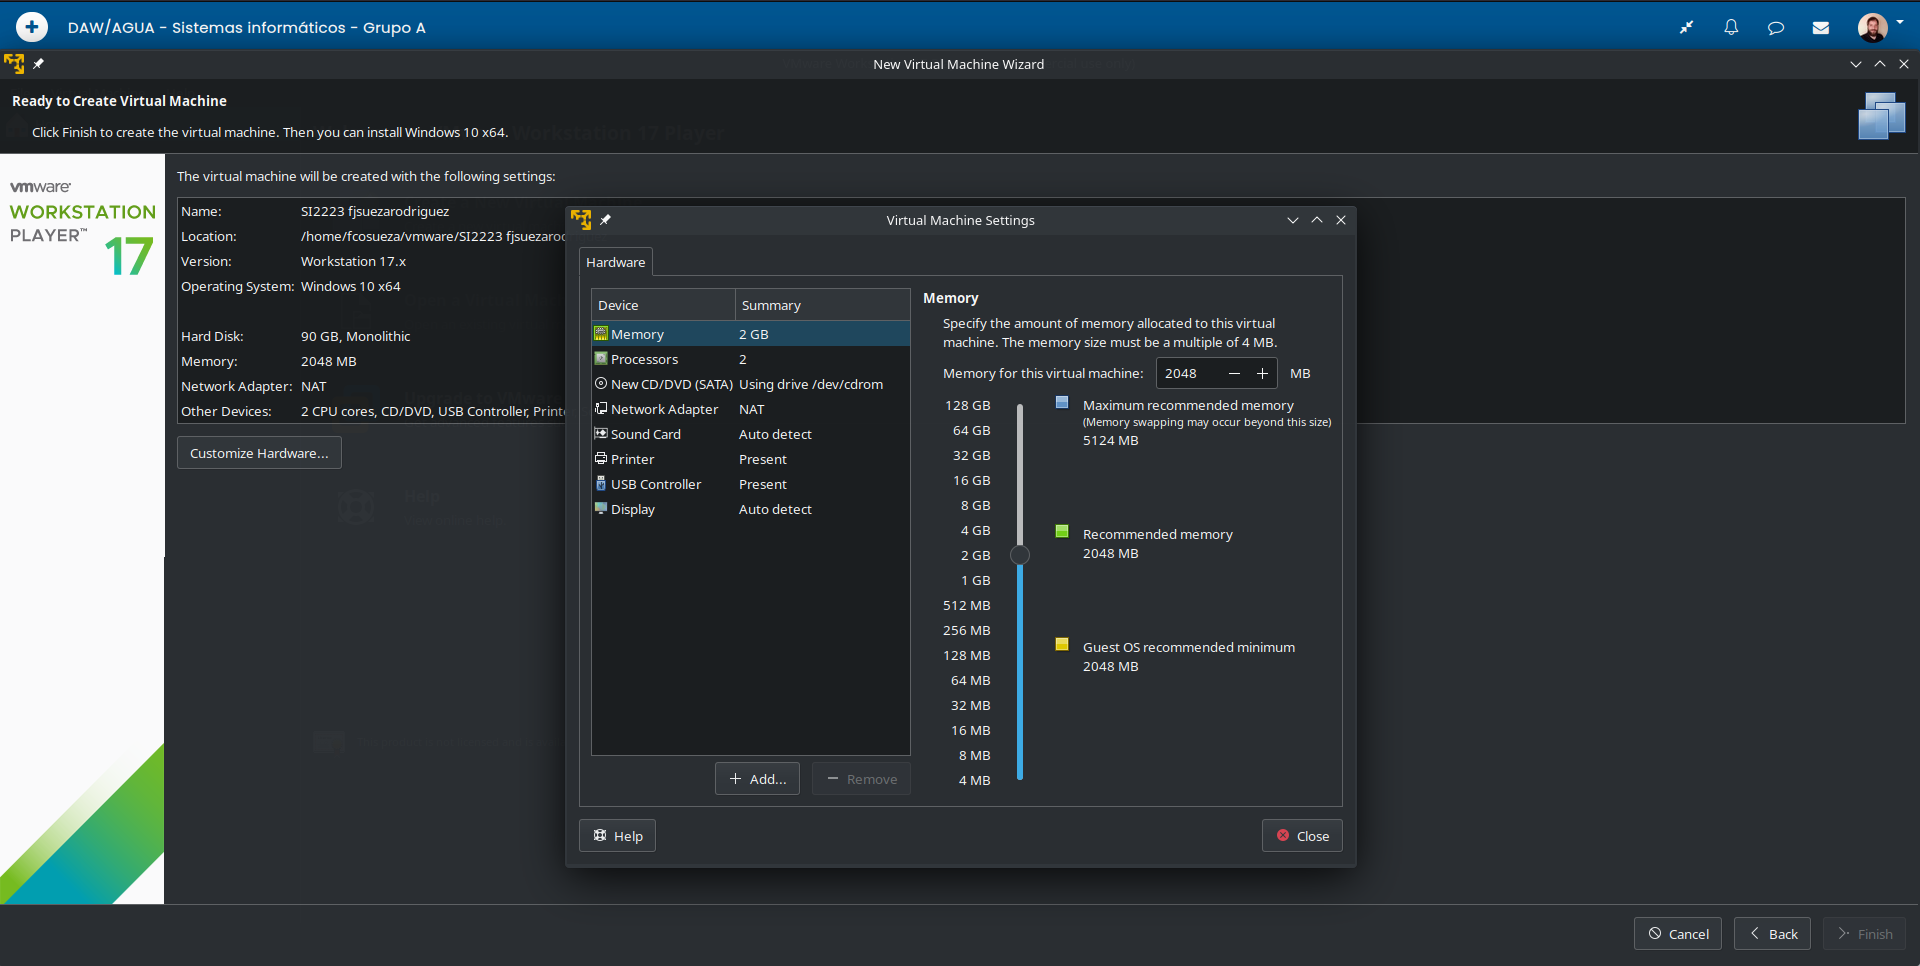 DAW/AGUA - Sistemas informáticos - Grupo A
New Virtual Machine Wizard
Ready to Create Virtual Machine
Click Finish to create the virtual machine. Then you can install Windows 10 x64.
Workstation 17 Player
vmware
WORKSTATION
PLAYER™
17
The virtual machine will be created with the following settings:
Name: SI2223 fjsuezarodriguez
Location: /home/fcosueza/vmware/SI2223 fjsuezaro
Version: Workstation 17.x
Operating System: Windows 10 x64
Hard Disk: 90 GB, Monolithic
Memory: 2048 MB
Network Adapter: NAT
Other Devices: 2 CPU cores, CD/DVD, USB Controller, Printe
Customize Hardware...
Help
Virtual Machine Settings
Hardware
Device Summary
Memory 2 GB
Processors 2
New CD/DVD (SATA) Using drive /dev/cdrom
Network Adapter NAT
Sound Card Auto detect
Printer Present
USB Controller Present
Display Auto detect
Add...
Remove
Memory
Specify the amount of memory allocated to this virtual
machine. The memory size must be a multiple of 4 MB.
Memory for this virtual machine: 2048 MB
128 GB
64 GB
32 GB
16 GB
8 GB
4 GB
2 GB
1 GB
512 MB
256 MB
128 MB
64 MB
32 MB
16 MB
8 MB
4 MB
Maximum recommended memory
(Memory swapping may occur beyond this size)
5124 MB
Recommended memory
2048 MB
Guest OS recommended minimum
2048 MB
Help
Close
Cancel
Back
Finish